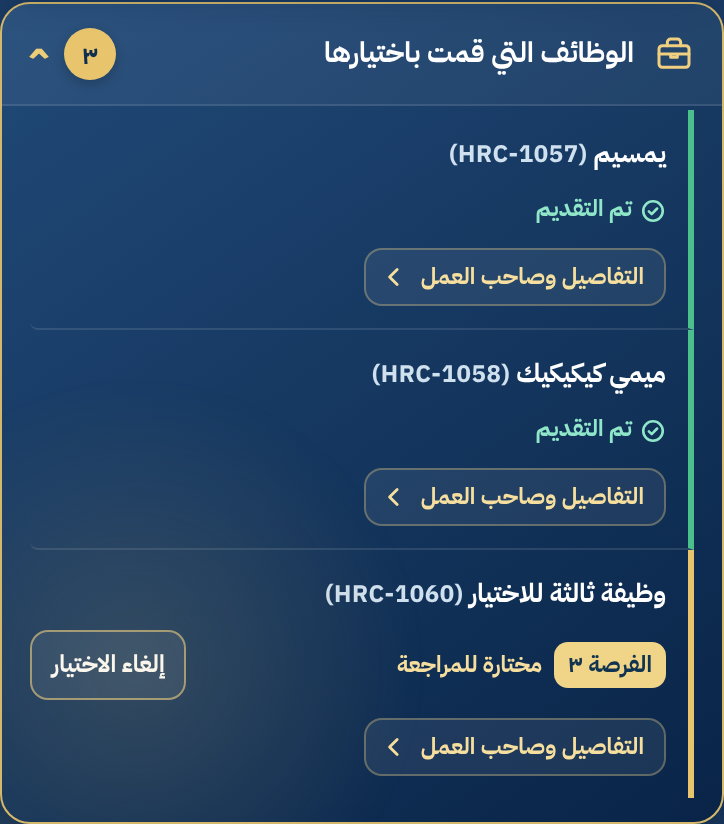 الوظائف التي قمت باختيارها ٣
يمسيم (HRC-1057)
تم التقديم
التفاصيل وصاحب العمل
ميمي كيكيكيك (HRC-1058)
تم التقديم
التفاصيل وصاحب العمل
وظيفة ثالثة للاختيار (HRC-1060)
الفرصة ٣ مختارة للمراجعة إلغاء الاختيار
التفاصيل وصاحب العمل